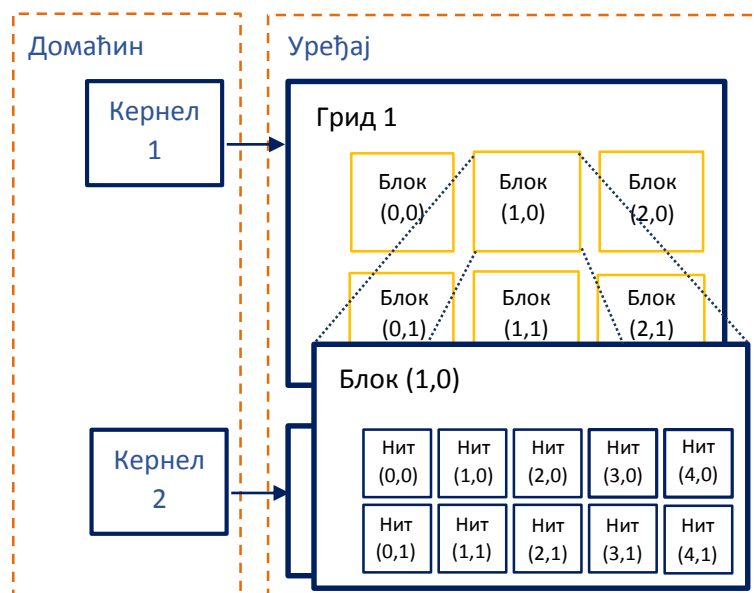 Домаћин
Уређај
Кернел
1
Грид 1
Блок
(0,0)
Блок
(1,0)
Блок
(2,0)
Блок
(0,1)
Блок
(1,1)
Блок
(2,1)
Блок (1,0)
Кернел
2
Нит
(0,0)
Нит
(1,0)
Нит
(2,0)
Нит
(3,0)
Нит
(4,0)
Нит
(0,1)
Нит
(1,1)
Нит
(2,1)
Нит
(3,1)
Нит
(4,1)